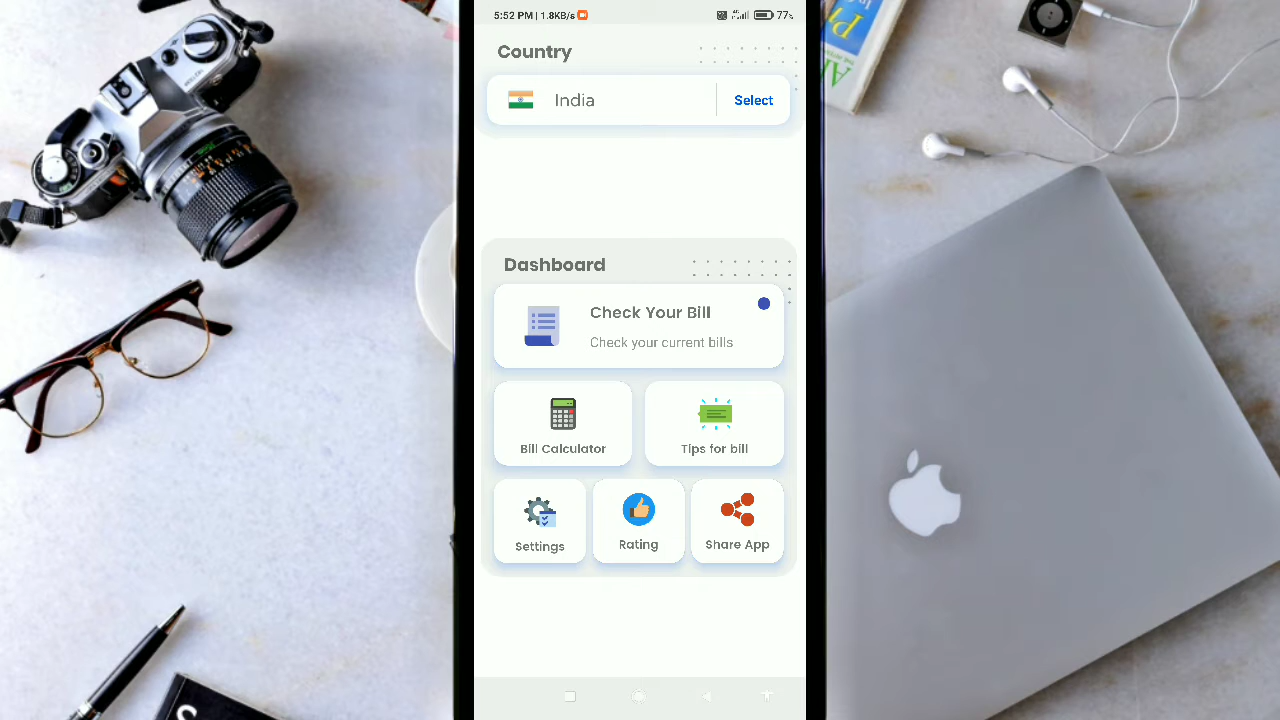 5:52 PM | 1.8KB/s
77%
Country
India
Select
Dashboard
Check Your Bill
Check your current bills
Bill Calculator
Tips for bill
Settings
Rating
Share App